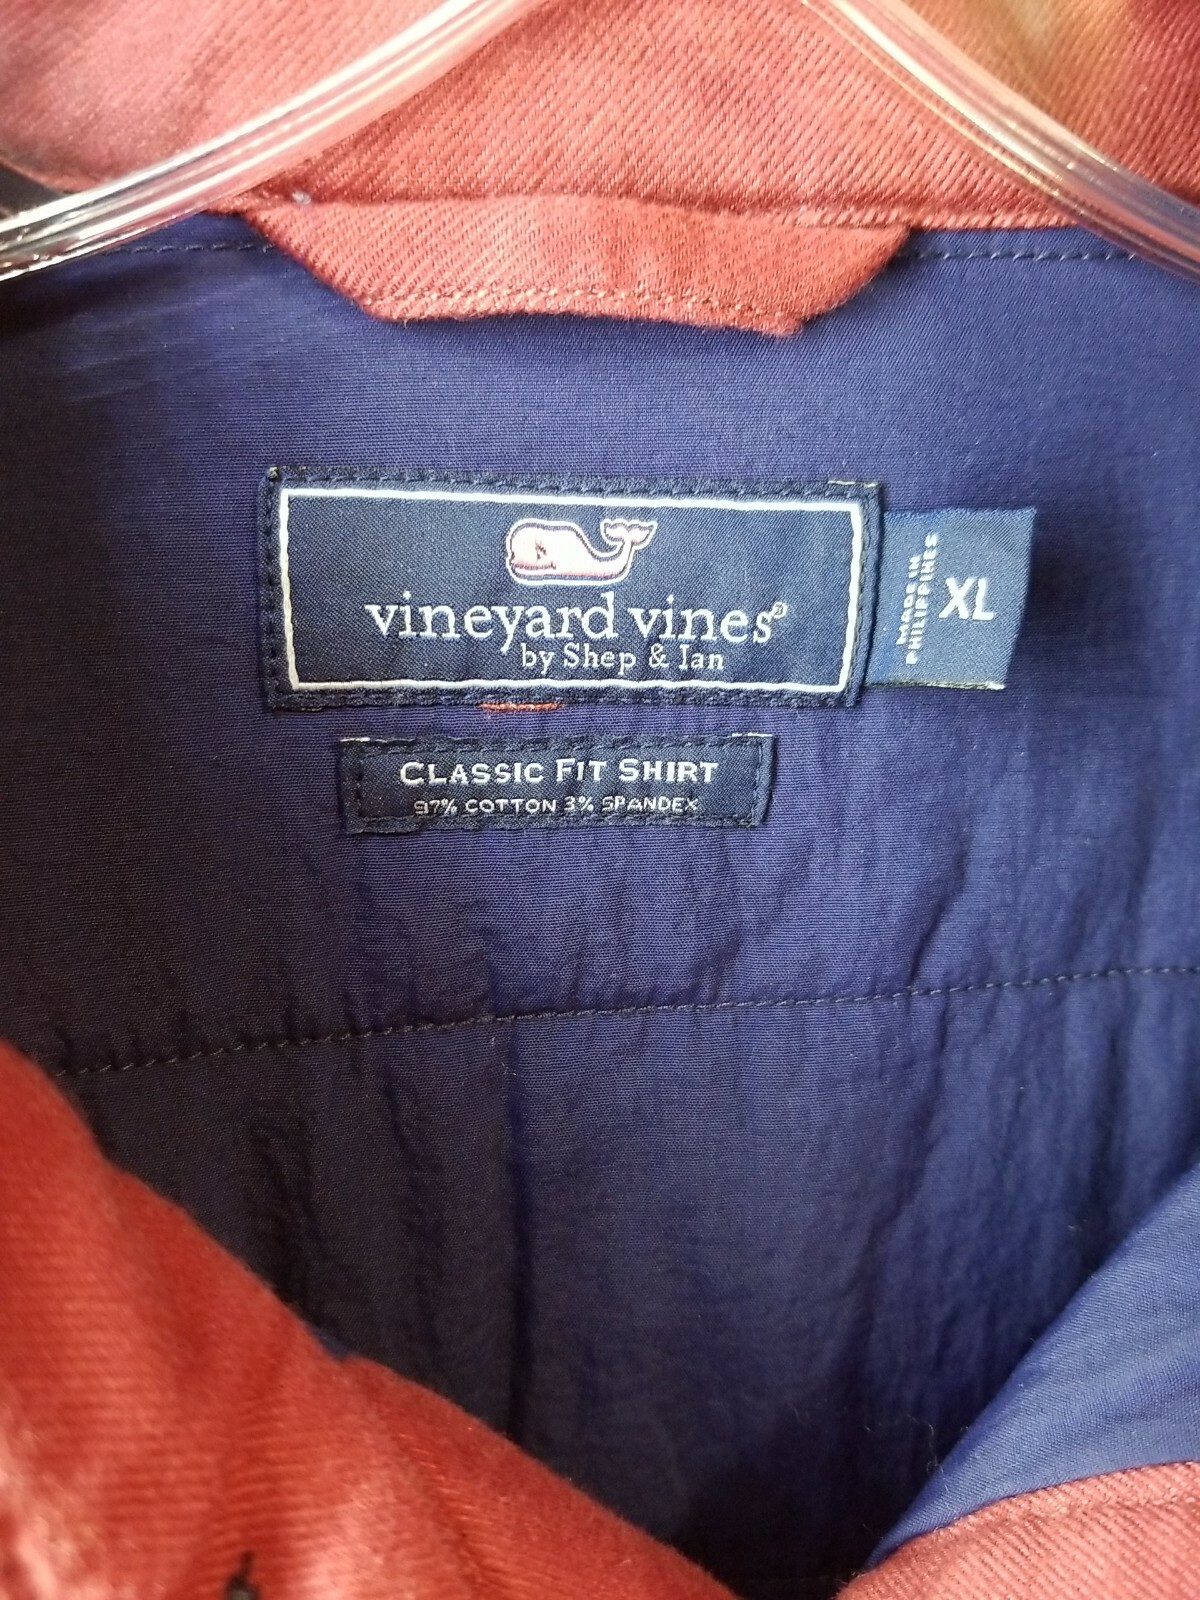 vineyard vines®
by Shep & Ian
MADE IN
PHILIPPINES
XL
CLASSIC FIT SHIRT
97% COTTON 3% SPANDEX